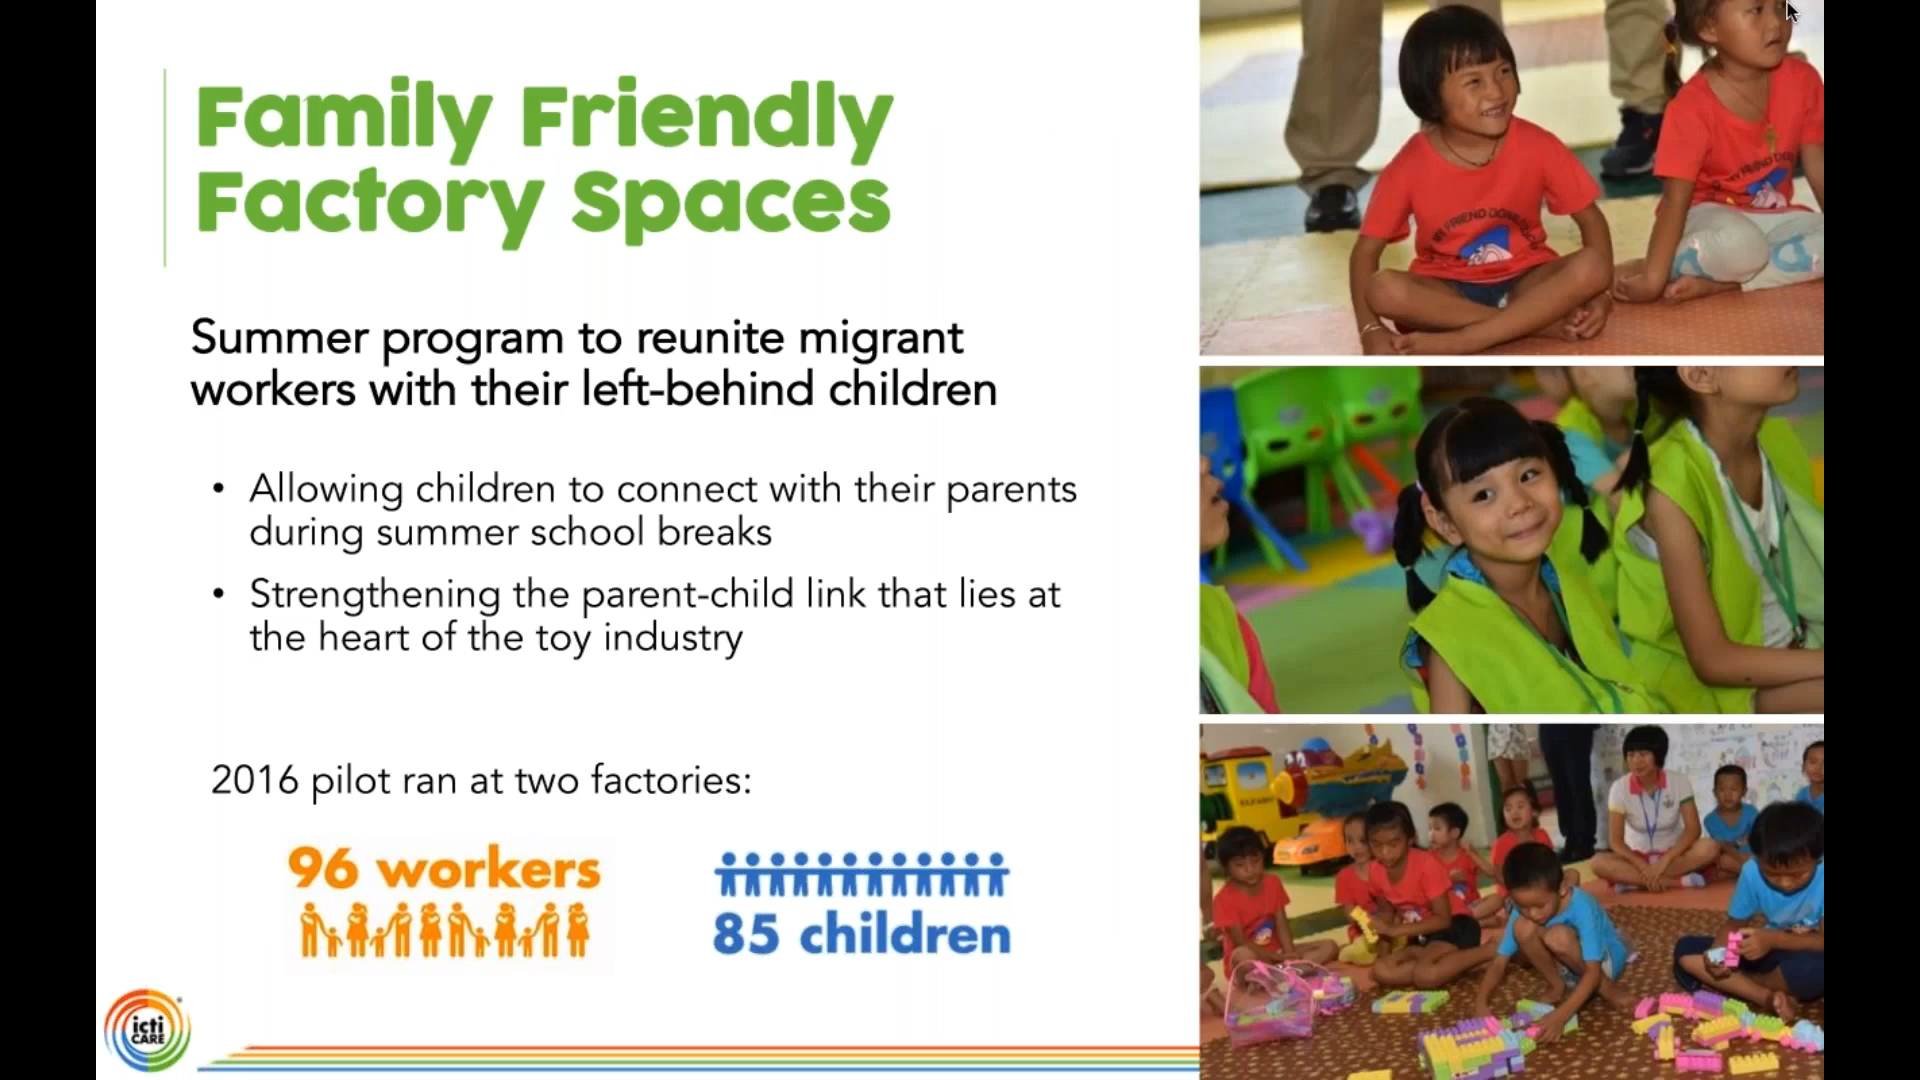 Family Friendly
Factory Spaces
Summer program to reunite migrant
workers with their left-behind children
• Allowing children to connect with their parents
during summer school breaks
• Strengthening the parent-child link that lies at
the heart of the toy industry
2016 pilot ran at two factories:
96 workers
85 children
icti
CARE